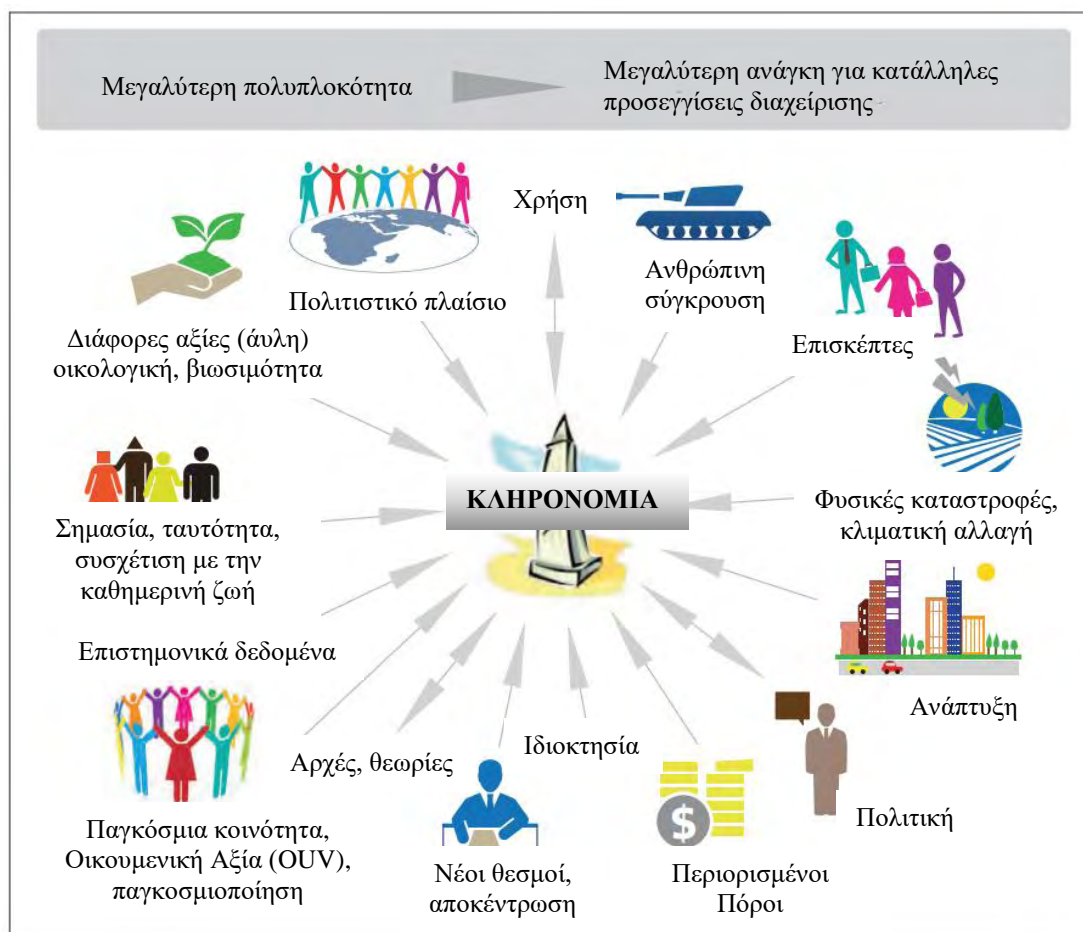 Μεγαλύτερη πολυπλοκότητα
Μεγαλύτερη ανάγκη για κατάλληλες
προσεγγίσεις διαχείρισης
Χρήση
Πολιτιστικό πλαίσιο
Ανθρώπινη
σύγκρουση
Διάφορες αξίες (άυλη)
οικολογική, βιωσιμότητα
Επισκέπτες
ΚΛΗΡΟΝΟΜΙΑ
Σημασία, ταυτότητα,
συσχέτιση με την
καθημερινή ζωή
Φυσικές καταστροφές,
κλιματική αλλαγή
Επιστημονικά δεδομένα
Ανάπτυξη
Αρχές, θεωρίες
Ιδιοκτησία
Πολιτική
$
Παγκόσμια κοινότητα,
Οικουμενική Αξία (OUV),
παγκοσμιοποίηση
Νέοι θεσμοί,
αποκέντρωση
Περιορισμένοι
Πόροι